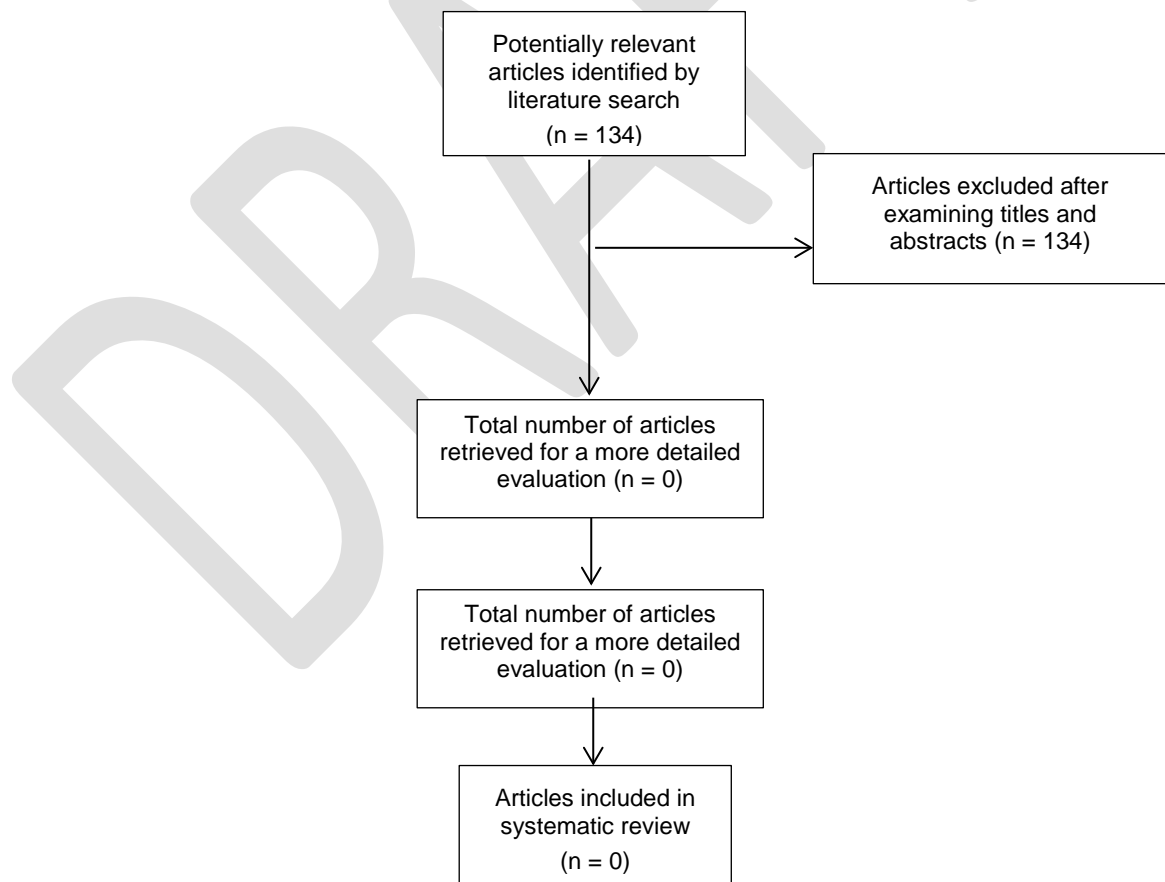 Potentially relevant
articles identified by
literature search
(n = 134)
Articles excluded after
examining titles and
abstracts (n = 134)
Total number of articles
retrieved for a more detailed
evaluation (n = 0)
Total number of articles
retrieved for a more detailed
evaluation (n = 0)
Articles included in
systematic review
(n = 0)
DRA